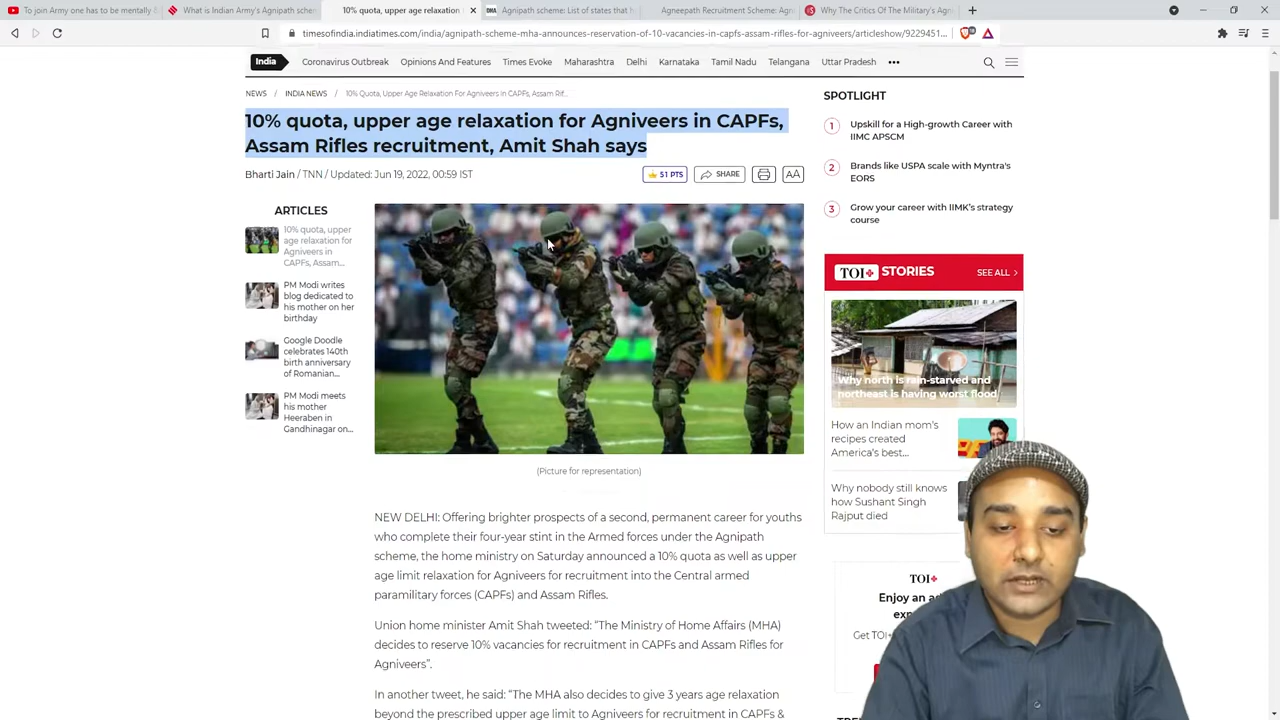 To join Army one has to be mentally
What is Indian Army's Agnipath schem
10% quota, upper age relaxation
Agnipath scheme: List of states that h
Agneepath Recruitment Scheme: Agn
Why The Critics Of The Military's Agni
timesofindia.indiatimes.com/india/agnipath-scheme-mha-announces-reservation-of-10-vacancies-in-capfs-assam-rifles-for-agniveers/articleshow/9229451...
India
Coronavirus Outbreak
Opinions And Features
Times Evoke
Maharashtra
Delhi
Karnataka
Tamil Nadu
Telangana
Uttar Pradesh
NEWS / INDIA NEWS / 10% Quota, Upper Age Relaxation For Agniveers in CAPFs, Assam Rif...
10% quota, upper age relaxation for Agniveers in CAPFs,
Assam Rifles recruitment, Amit Shah says
Bharti Jain / TNN / Updated: Jun 19, 2022, 00:59 IST
51 PTS
SHARE
AA
ARTICLES
10% quota, upper
age relaxation for
Agniveers in
CAPFs, Assam...
PM Modi writes
blog dedicated to
his mother on her
birthday
Google Doodle
celebrates 140th
birth anniversary
of Romanian...
PM Modi meets
his mother
Heeraben in
Gandhinagar on...
(Picture for representation)
NEW DELHI: Offering brighter prospects of a second, permanent career for youths
who complete their four-year stint in the Armed forces under the Agnipath
scheme, the home ministry on Saturday announced a 10% quota as well as upper
age limit relaxation for Agniveers for recruitment into the Central armed
paramilitary forces (CAPFs) and Assam Rifles.
Union home minister Amit Shah tweeted: “The Ministry of Home Affairs (MHA)
decides to reserve 10% vacancies for recruitment in CAPFs and Assam Rifles for
Agniveers”.
In another tweet, he said: “The MHA also decides to give 3 years age relaxation
beyond the prescribed upper age limit to Agniveers for recruitment in CAPFs &
SPOTLIGHT
1 Upskill for a High-growth Career with
IIMC APSCM
2 Brands like USPA scale with Myntra's
EORS
3 Grow your career with IIMK's strategy
course
TOI+ STORIES
SEE ALL >
Why north is rain-starved and
northeast is having worst flood
How an Indian mom's
recipes created
America's best...
Why nobody still knows
how Sushant Singh
Rajput died
TOI+
Enjoy an
Get TOI+